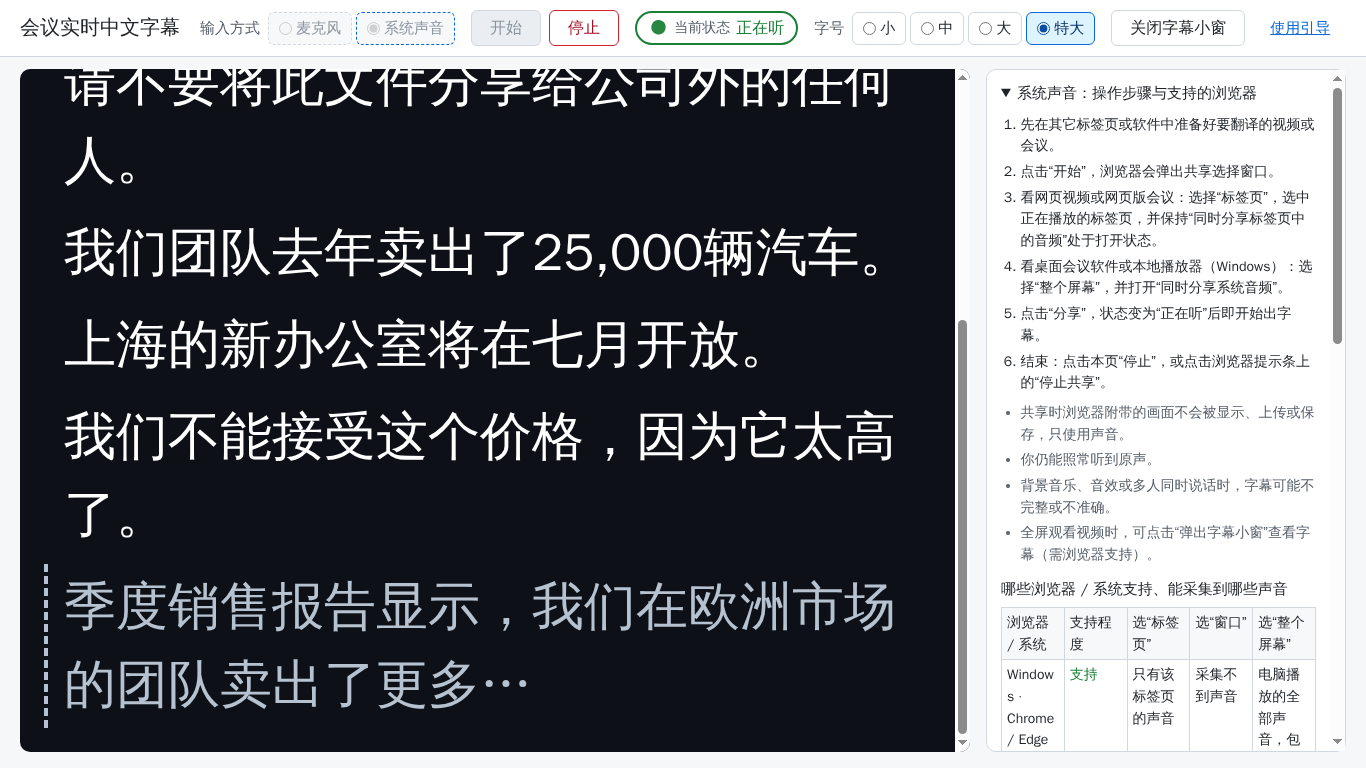 会议实时中文字幕 输入方式 麦克风 系统声音 开始 停止 当前状态 正在听 字号 小 中 大 特大 关闭字幕小窗 使用引导
请不要将此文件分享给公司外的任何
人。
我们团队去年卖出了25,000辆汽车。
上海的新办公室将在七月开放。
我们不能接受这个价格，因为它太高
了。
季度销售报告显示，我们在欧洲市场
的团队卖出了更多…
▼ 系统声音：操作步骤与支持的浏览器
1. 先在其它标签页或软件中准备好要翻译的视频或
会议。
2. 点击“开始”，浏览器会弹出共享选择窗口。
3. 看网页视频或网页版会议：选择“标签页”，选中
正在播放的标签页，并保持“同时分享标签页中
的音频”处于打开状态。
4. 看桌面会议软件或本地播放器（Windows）：选
择“整个屏幕”，并打开“同时分享系统音频”。
5. 点击“分享”，状态变为“正在听”后即开始出字
幕。
6. 结束：点击本页“停止”，或点击浏览器提示条上
的“停止共享”。
• 共享时浏览器附带的画面不会被显示、上传或保
存，只使用声音。
• 你仍能照常听到原声。
• 背景音乐、音效或多人同时说话时，字幕可能不
完整或不准确。
• 全屏观看视频时，可点击“弹出字幕小窗”查看字
幕（需浏览器支持）。
哪些浏览器 / 系统支持、能采集到哪些声音
浏览器 支持程 选“标签 选“窗口” 选“整个
/ 系统 度 页” 屏幕”
Window 支持 只有该 采集不 电脑播
s · 标签页 到声音 放的全
Chrome 的声音 部声
/ Edge 音，包